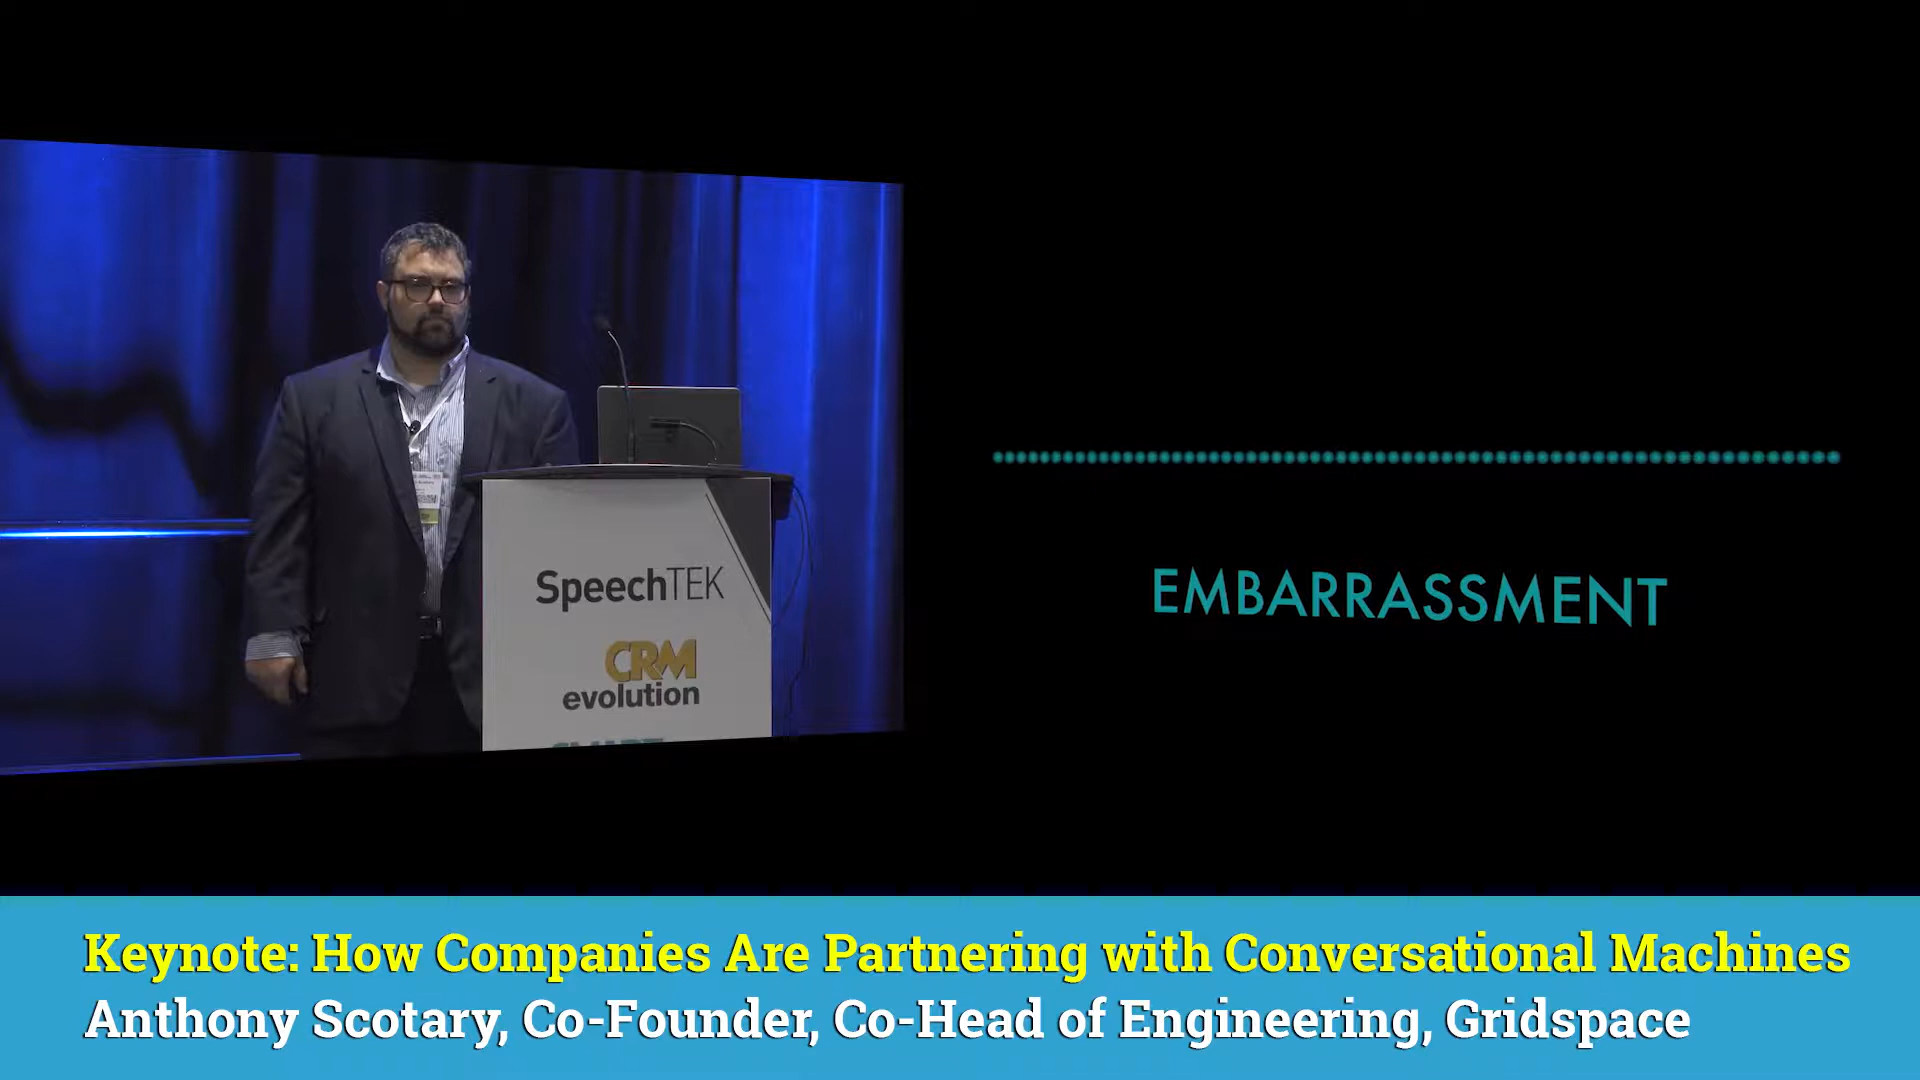 SpeechTEK
CRM
evolution
EMBARRASSMENT
Keynote: How Companies Are Partnering with Conversational Machines
Anthony Scotary, Co-Founder, Co-Head of Engineering, Gridspace